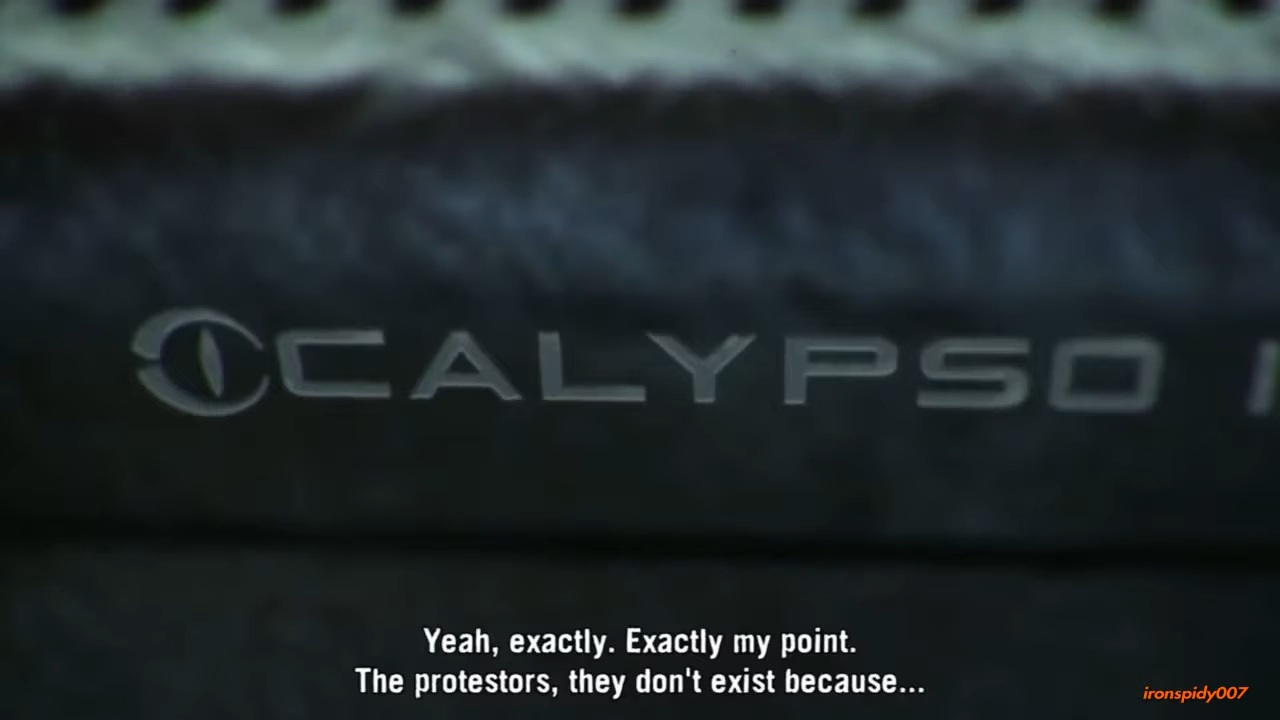 CALYPSO
Yeah, exactly. Exactly my point.
The protestors, they don't exist because...
ironspidy007